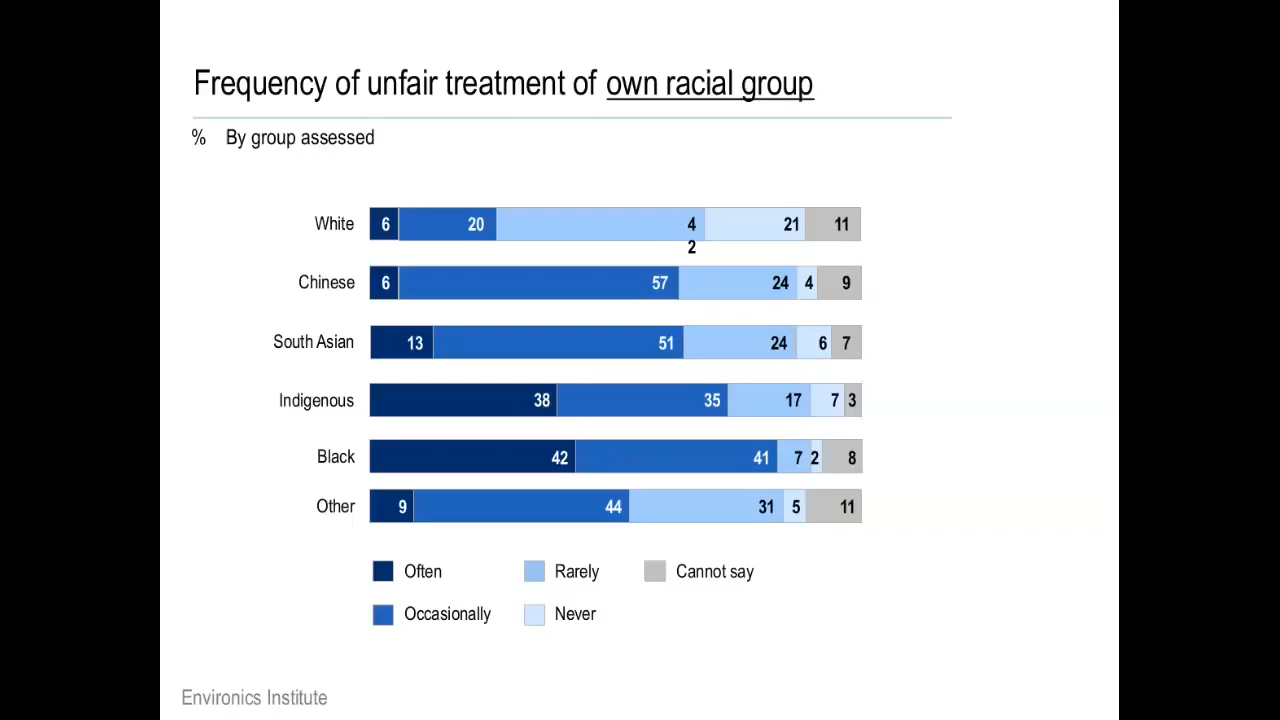 Frequency of unfair treatment of own racial group
% By group assessed
White 6 20 4 21 11
2
Chinese 6 57 24 4 9
South Asian 13 51 24 6 7
Indigenous 38 35 17 7 3
Black 42 41 7 2 8
Other 9 44 31 5 11
Often Rarely Cannot say
Occasionally Never
Environics Institute